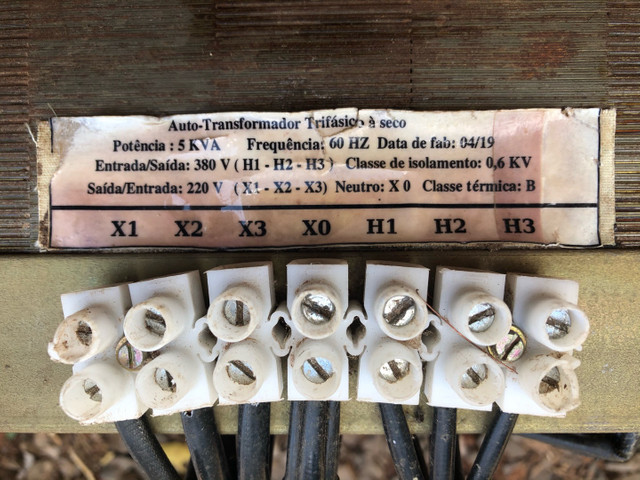 Auto-Transformador Trifásico à seco
Potência : 5 KVA Frequência: 60 HZ Data de fab: 04/19
Entrada/Saída: 380 V ( H1 - H2 - H3 ) Classe de isolamento: 0,6 KV
Saída/Entrada: 220 V ( X1 - X2 - X3) Neutro: X 0 Classe térmica: B
X1 X2 X3 X0 H1 H2 H3